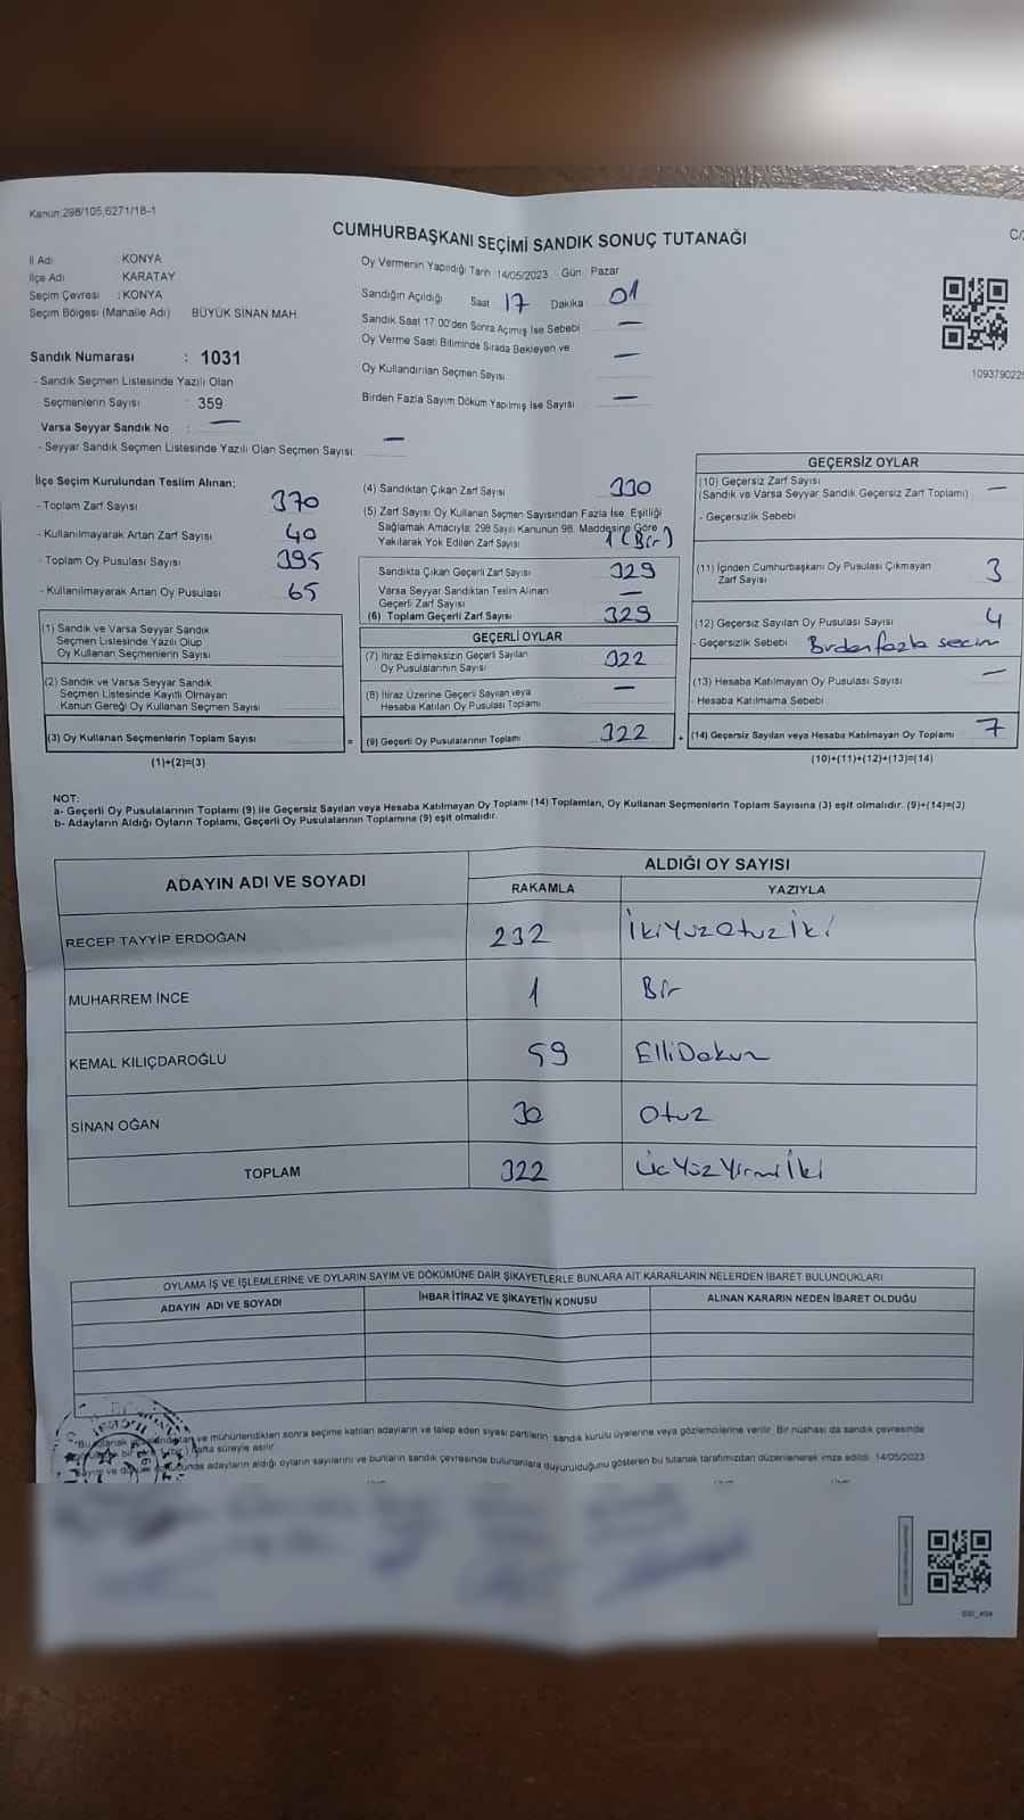 Kanun:298/105,6271/18-1
CUMHURBAŞKANI SEÇİMİ SANDIK SONUÇ TUTANAĞI
İl Adı KONYA
İlçe Adı KARATAY
Seçim Çevresi : KONYA
Seçim Bölgesi (Mahalle Adı) BÜYÜK SİNAN MAH.
Sandık Numarası : 1031
- Sandık Seçmen Listesinde Yazılı Olan
Seçmenlerin Sayısı 359
Varsa Seyyar Sandık No : —
- Seyyar Sandık Seçmen Listesinde Yazılı Olan Seçmen Sayısı: —
Oy Vermenin Yapıldığı Tarih 14/05/2023 Gün: Pazar
Sandığın Açıldığı Saat 17 Dakika 01
Sandık Saat 17.00'den Sonra Açılmış İse Sebebi —
Oy Verme Saati Bitiminde Sırada Bekleyen ve —
Oy Kullandırılan Seçmen Sayısı
Birden Fazla Sayım Döküm Yapılmış İse Sayısı —
1093790225
İlçe Seçim Kurulundan Teslim Alınan:
- Toplam Zarf Sayısı 370
- Kullanılmayarak Artan Zarf Sayısı 40
- Toplam Oy Pusulası Sayısı 395
- Kullanılmayarak Artan Oy Pusulası 65
(1) Sandık ve Varsa Seyyar Sandık
Seçmen Listesinde Yazılı Olup
Oy Kullanan Seçmenlerin Sayısı
(2) Sandık ve Varsa Seyyar Sandık
Seçmen Listesinde Kayıtlı Olmayan
Kanun Gereği Oy Kullanan Seçmen Sayısı
(3) Oy Kullanan Seçmenlerin Toplam Sayısı =
(1)+(2)=(3)
(4) Sandıktan Çıkan Zarf Sayısı 330
(5) Zarf Sayısı Oy Kullanan Seçmen Sayısından Fazla İse, Eşitliği
Sağlamak Amacıyla; 298 Sayılı Kanunun 98. Maddesine Göre
Yakılarak Yok Edilen Zarf Sayısı 1 (Bir)
Sandıkta Çıkan Geçerli Zarf Sayısı 329
Varsa Seyyar Sandıktan Teslim Alınan —
Geçerli Zarf Sayısı
(6) Toplam Geçerli Zarf Sayısı 329
GEÇERLİ OYLAR
(7) İtiraz Edilmeksizin Geçerli Sayılan
Oy Pusulalarının Sayısı 322
(8) İtiraz Üzerine Geçerli Sayılan veya —
Hesaba Katılan Oy Pusulası Toplamı
(9) Geçerli Oy Pusulalarının Toplamı 322 +
GEÇERSİZ OYLAR
(10) Geçersiz Zarf Sayısı —
(Sandık ve Varsa Seyyar Sandık Geçersiz Zarf Toplamı)
- Geçersizlik Sebebi
(11) İçinden Cumhurbaşkanı Oy Pusulası Çıkmayan 3
Zarf Sayısı
(12) Geçersiz Sayılan Oy Pusulası Sayısı 4
- Geçersizlik Sebebi Birden fazla seçim
(13) Hesaba Katılmayan Oy Pusulası Sayısı —
Hesaba Katılmama Sebebi
(14) Geçersiz Sayılan veya Hesaba Katılmayan Oy Toplamı 7
(10)+(11)+(12)+(13)=(14)
NOT:
a- Geçerli Oy Pusulalarının Toplamı (9) ile Geçersiz Sayılan veya Hesaba Katılmayan Oy Toplamı (14) Toplamları, Oy Kullanan Seçmenlerin Toplam Sayısına (3) eşit olmalıdır. (9)+(14)=(3)
b- Adayların Aldığı Oyların Toplamı, Geçerli Oy Pusulalarının Toplamına (9) eşit olmalıdır.
ADAYIN ADI VE SOYADI ALDIĞI OY SAYISI
RAKAMLA YAZIYLA
RECEP TAYYİP ERDOĞAN 232 İkiYüzOtuzİki
MUHARREM İNCE 1 Bir
KEMAL KILIÇDAROĞLU 59 ElliDokuz
SİNAN OĞAN 30 Otuz
TOPLAM 322 ÜçYüzYirmiİki
OYLAMA İŞ VE İŞLEMLERİNE VE OYLARIN SAYIM VE DÖKÜMÜNE DAİR ŞİKAYETLERLE BUNLARA AİT KARARLARIN NELERDEN İBARET BULUNDUKLARI
ADAYIN ADI VE SOYADI İHBAR İTİRAZ VE ŞİKAYETİN KONUSU ALINAN KARARIN NEDEN İBARET OLDUĞU
ve mühürlendikten sonra seçime katılan adayların ve talep eden siyasi partilerin sandık kurulu üyelerine veya gözlemcilerine verilir. Bir nüshası da sandık çevresinde
hafta süreyle asılır.
adayların aldığı oyların sayılarını ve bunların sandık çevresinde bulunanlara duyurulduğunu gösteren bu tutanak tarafımızdan düzenlenerek imza edildi. 14/05/2023